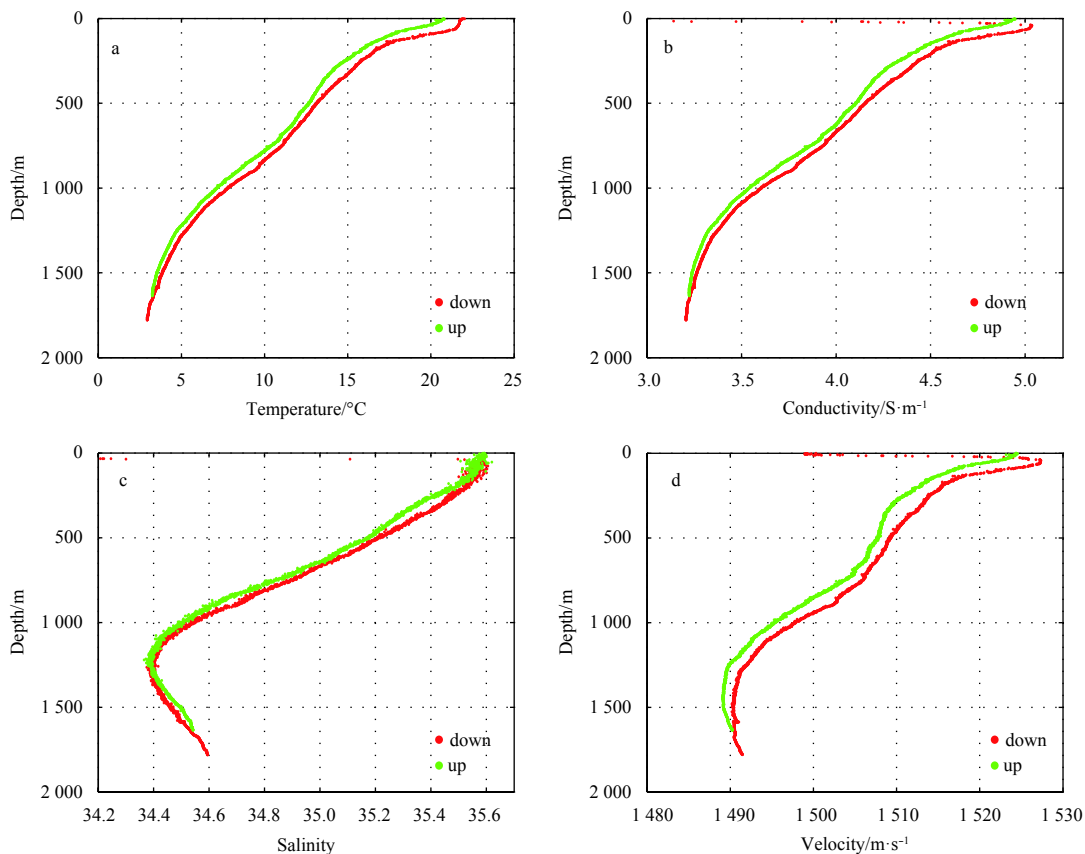 0
a
500
1 000
1 500
2 000
Depth/m
down
up
0 5 10 15 20 25
Temperature/°C
0
b
500
1 000
1 500
2 000
Depth/m
down
up
3.0 3.5 4.0 4.5 5.0
Conductivity/S·m⁻¹
0
c
500
1 000
1 500
2 000
Depth/m
down
up
34.2 34.4 34.6 34.8 35.0 35.2 35.4 35.6
Salinity
0
d
500
1 000
1 500
2 000
Depth/m
down
up
1 480 1 490 1 500 1 510 1 520 1 530
Velocity/m·s⁻¹